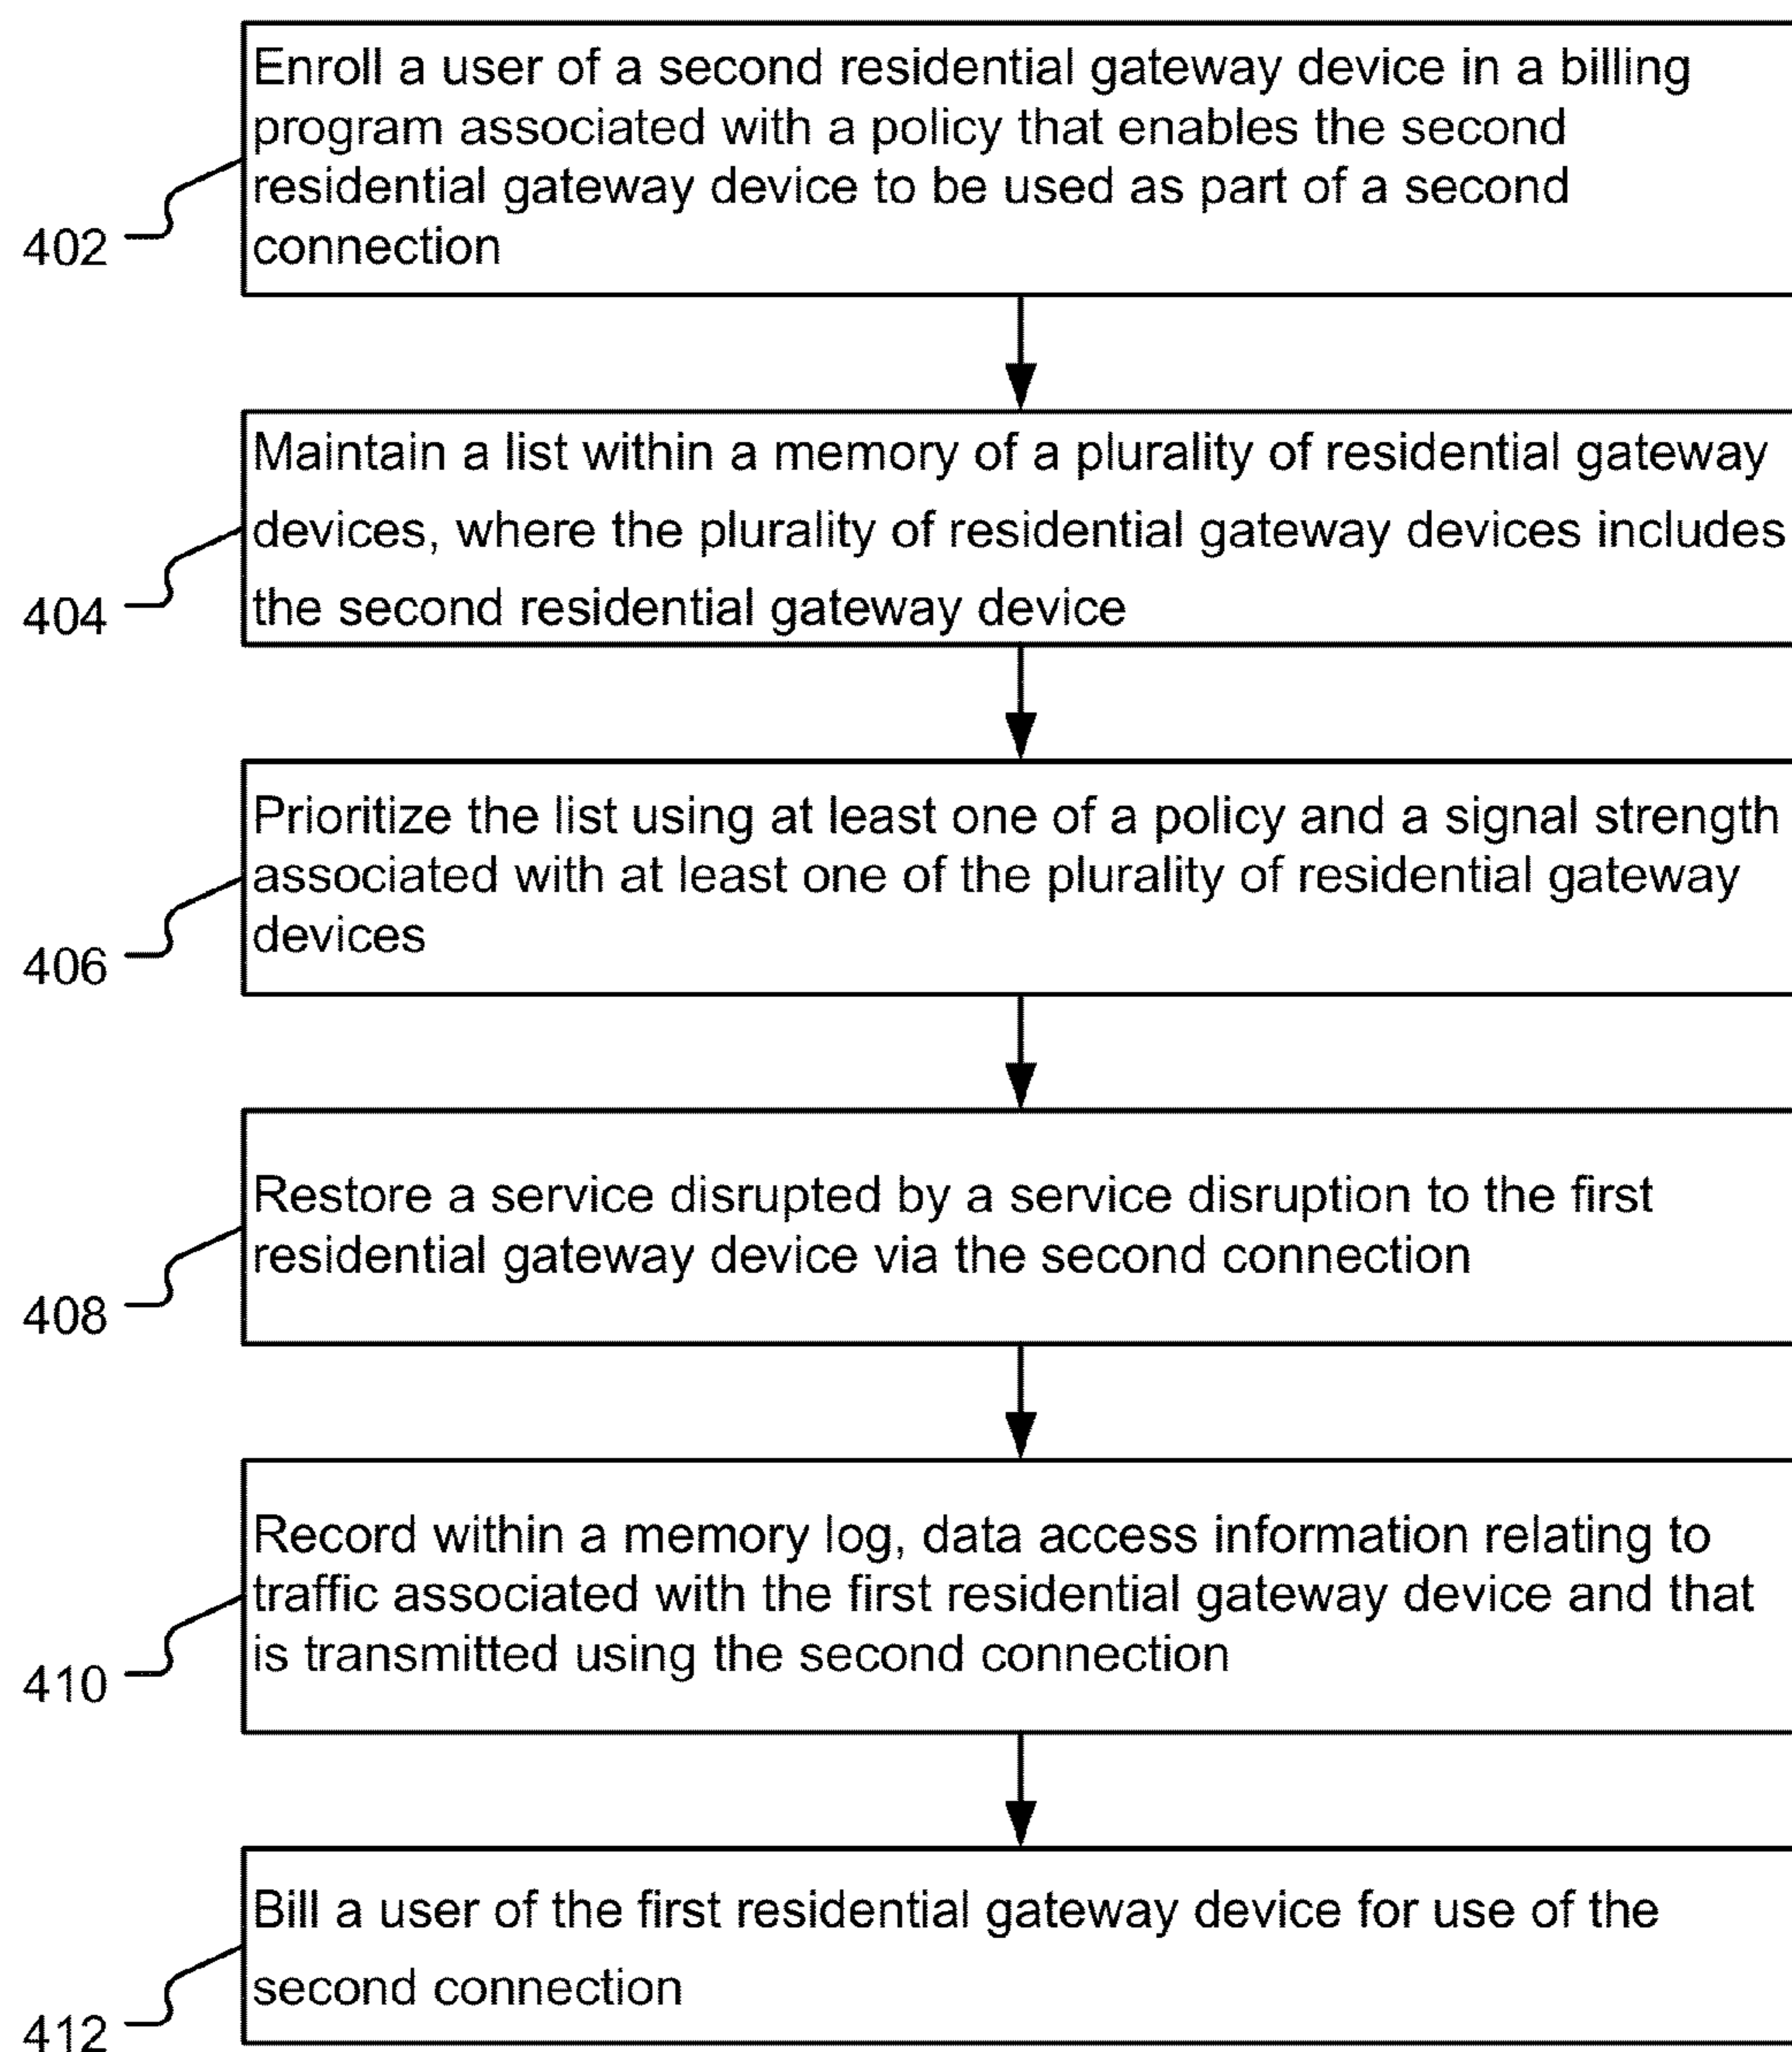 Enroll a user of a second residential gateway device in a billing
program associated with a policy that enables the second
residential gateway device to be used as part of a second
connection
402
Maintain a list within a memory of a plurality of residential gateway
devices, where the plurality of residential gateway devices includes
the second residential gateway device
404
Prioritize the list using at least one of a policy and a signal strength
associated with at least one of the plurality of residential gateway
devices
406
Restore a service disrupted by a service disruption to the first
residential gateway device via the second connection
408
Record within a memory log, data access information relating to
traffic associated with the first residential gateway device and that
is transmitted using the second connection
410
Bill a user of the first residential gateway device for use of the
second connection
412